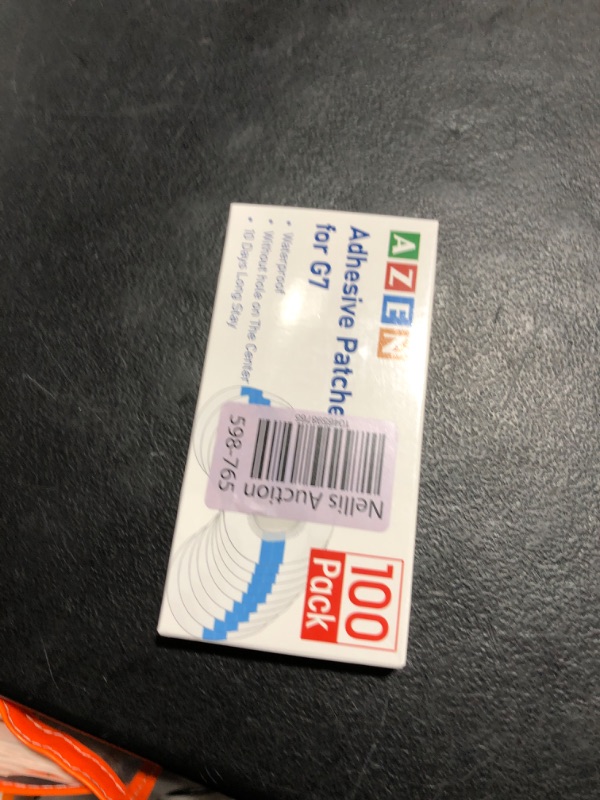 AZEN
Adhesive Patche
for G7
• Waterproof
• Without hole on The Center
• 10 Days Long Stay
100
Pack
Nellis Auction
598-765